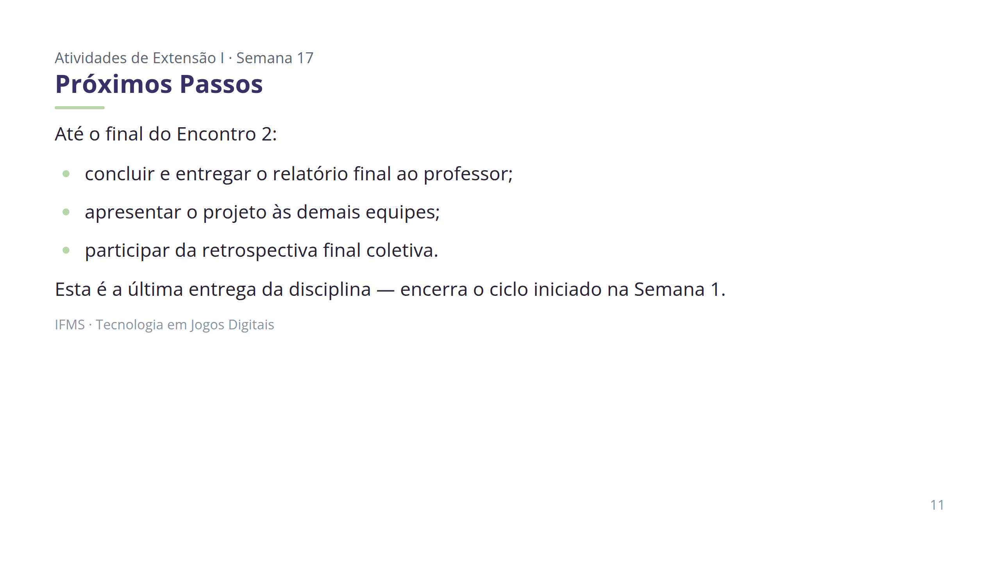 Atividades de Extensão I · Semana 17
Próximos Passos
Até o final do Encontro 2:
concluir e entregar o relatório final ao professor;
apresentar o projeto às demais equipes;
participar da retrospectiva final coletiva.
Esta é a última entrega da disciplina — encerra o ciclo iniciado na Semana 1.
IFMS · Tecnologia em Jogos Digitais
11